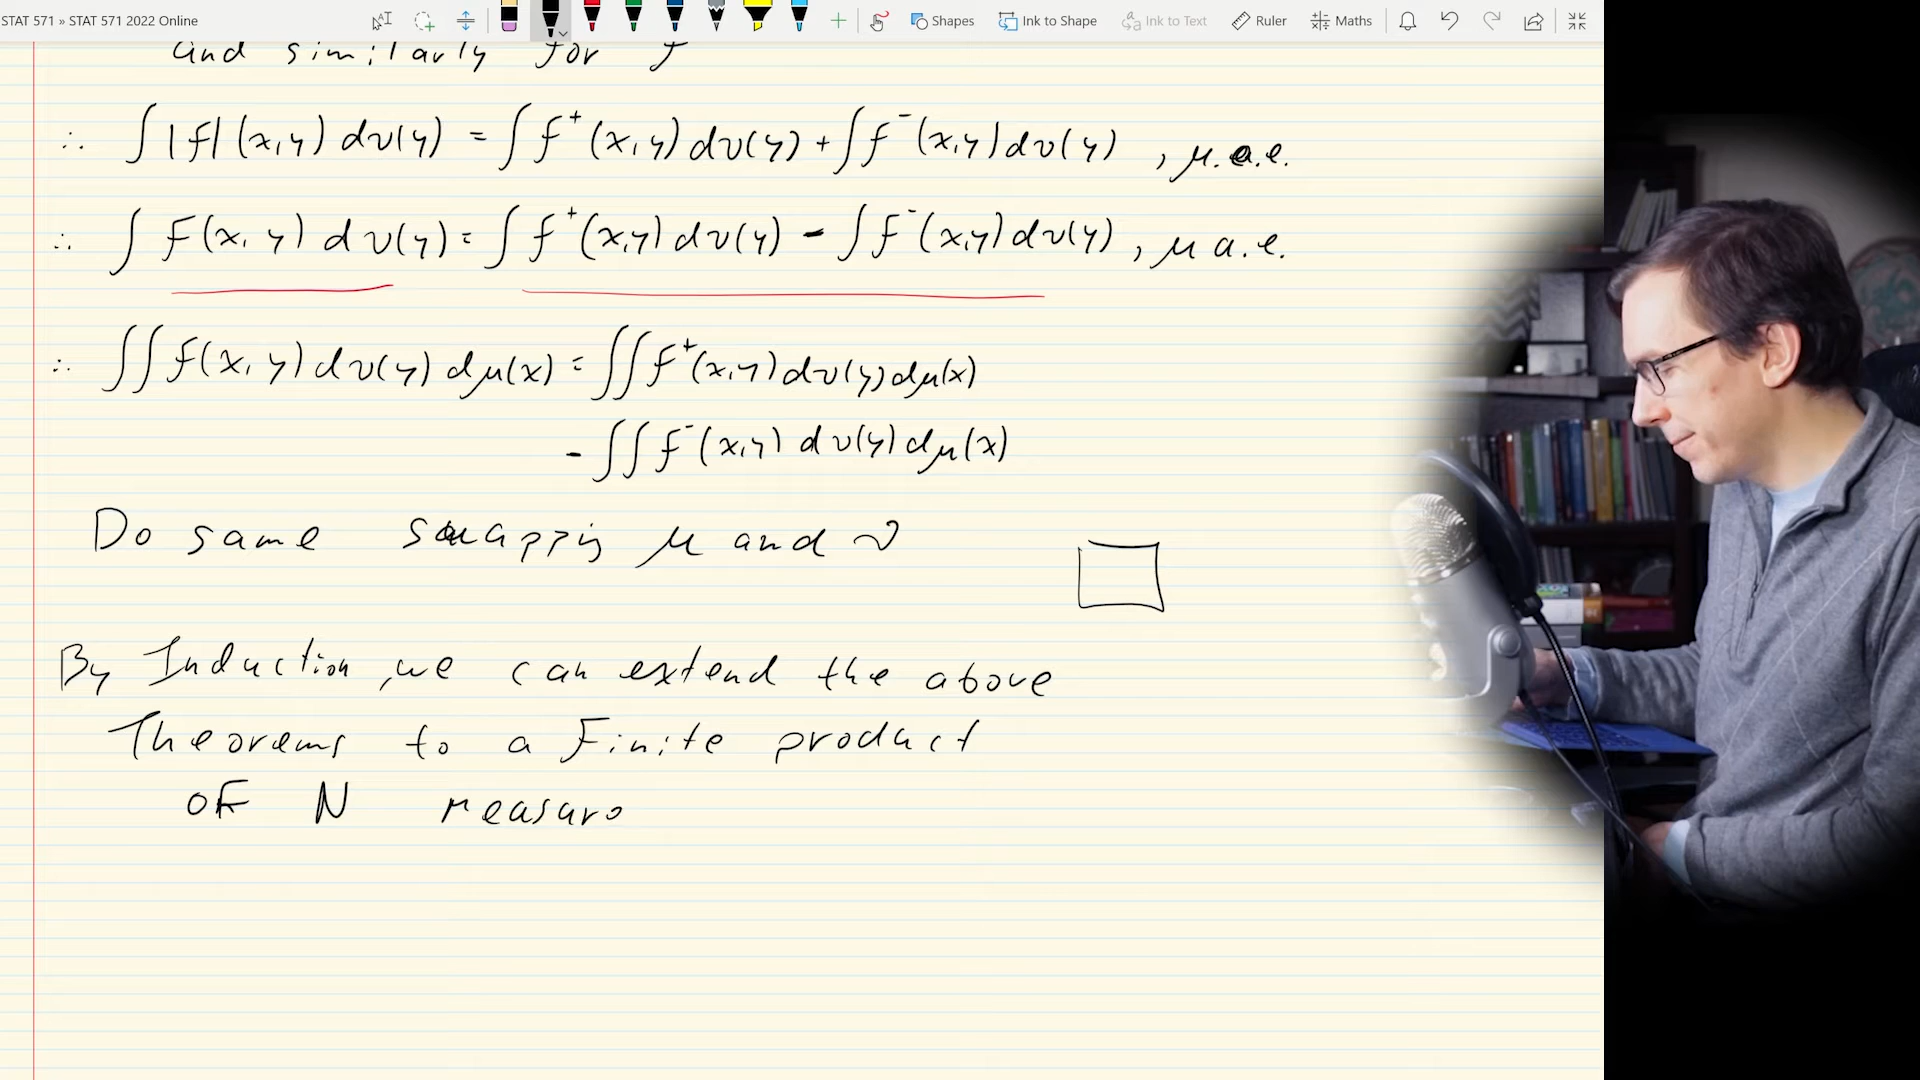 STAT 571 » STAT 571 2022 Online
Shapes Ink to Shape Ink to Text Ruler Maths
and similarly for f
∴ ∫ |f| (x,y) dν(y) = ∫ f⁺ (x,y) dν(y) + ∫ f⁻ (x,y) dν(y) , μ.a.e.
∴ ∫ f(x,y) dν(y) = ∫ f⁺(x,y) dν(y) - ∫ f⁻(x,y) dν(y) , μ a.e.
∴ ∫∫ f(x,y) dν(y) dμ(x) = ∫∫ f⁺(x,y) dν(y) dμ(x)
- ∫∫ f⁻(x,y) dν(y) dμ(x)
Do same swapping μ and ν
By Induction, we can extend the above
Theorems to a Finite product
of N measure